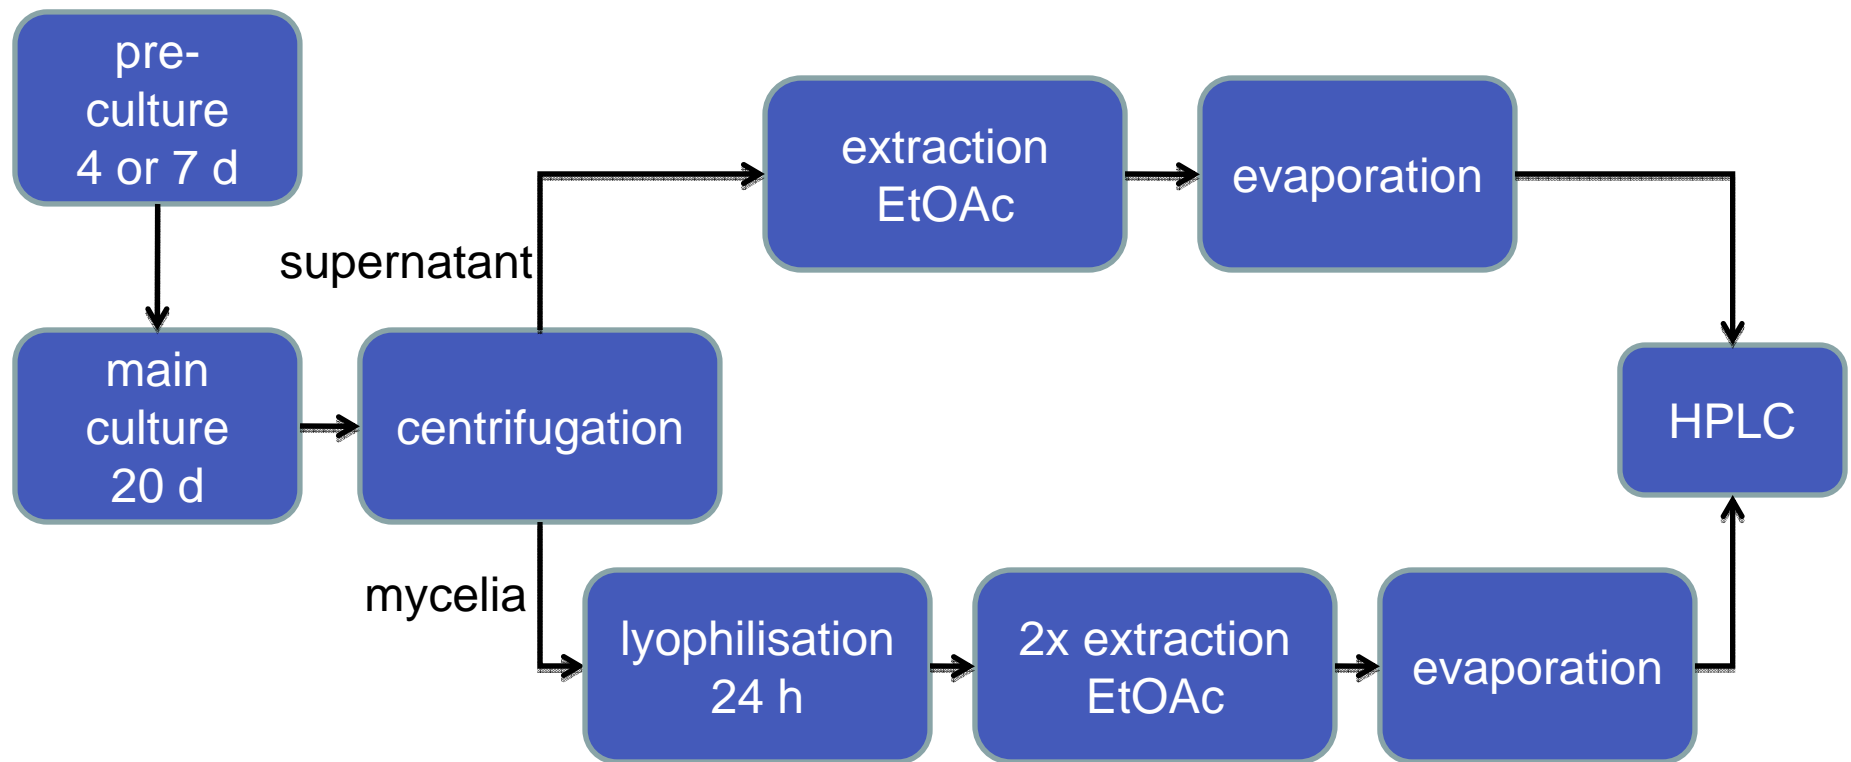 pre-
culture
4 or 7 d
main
culture
20 d
centrifugation
supernatant
extraction
EtOAc
evaporation
mycelia
lyophilisation
24 h
2x extraction
EtOAc
evaporation
HPLC